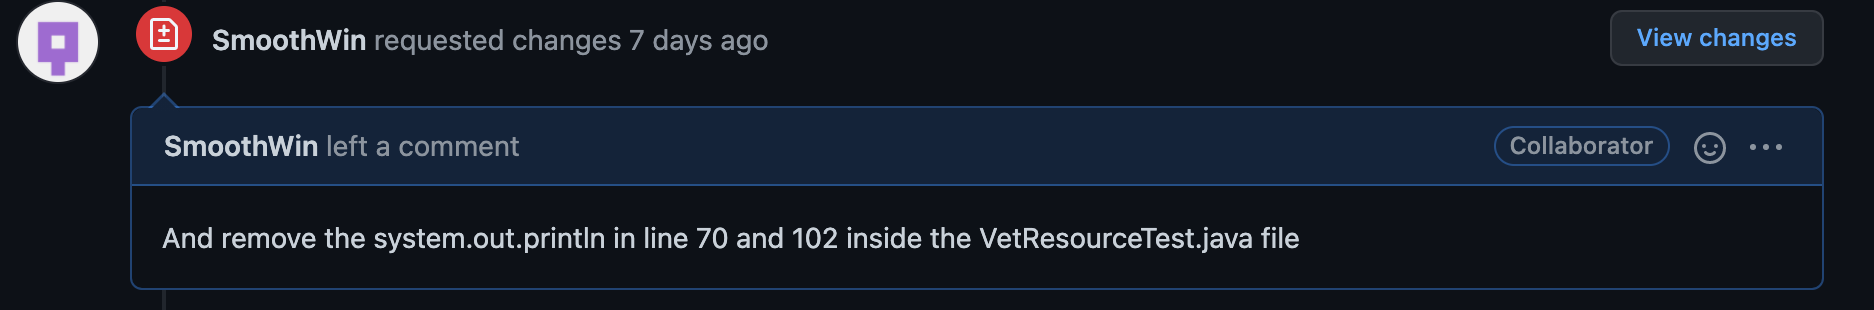 SmoothWin requested changes 7 days ago
View changes
SmoothWin left a comment
Collaborator
And remove the system.out.println in line 70 and 102 inside the VetResourceTest.java file